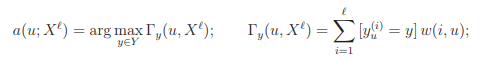 a(u; X^ℓ) = arg max_{y∈Y} Γ_y(u, X^ℓ); Γ_y(u, X^ℓ) = ∑_{i=1}^{ℓ} [y_u^{(i)} = y] w(i, u);